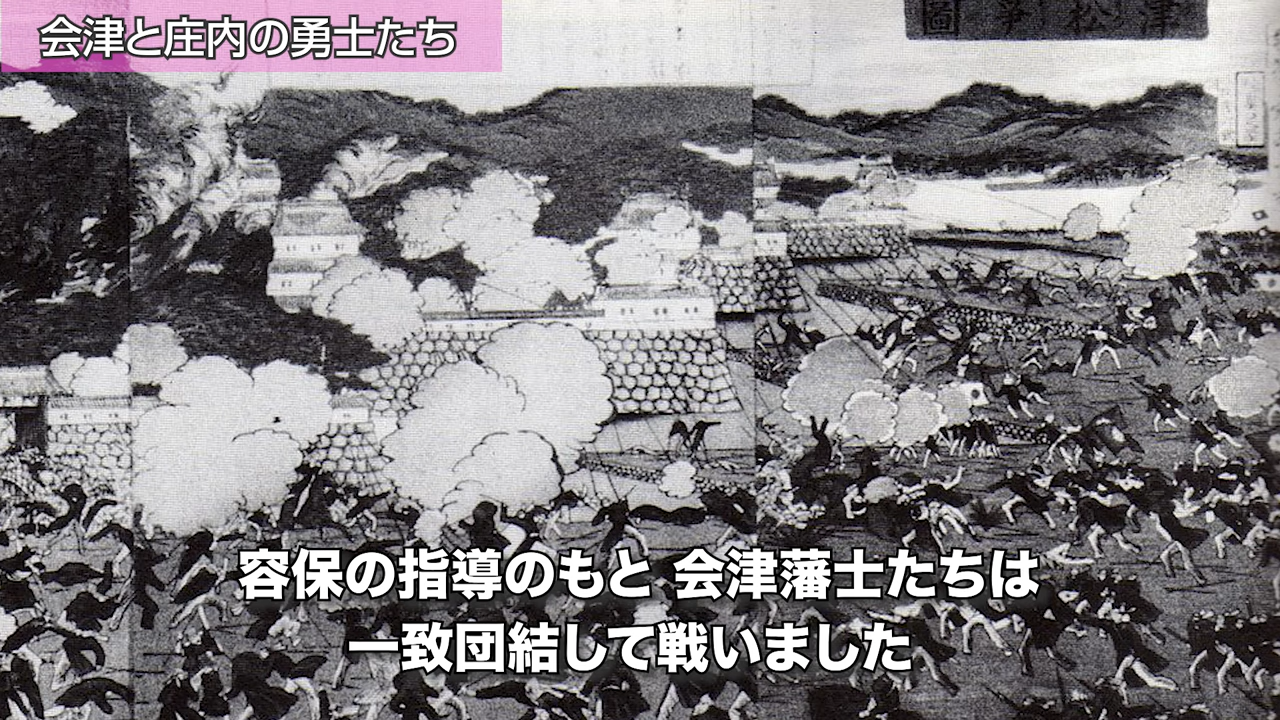 会津と庄内の勇士たち
容保の指導のもと 会津藩士たちは
一致団結して戦いました